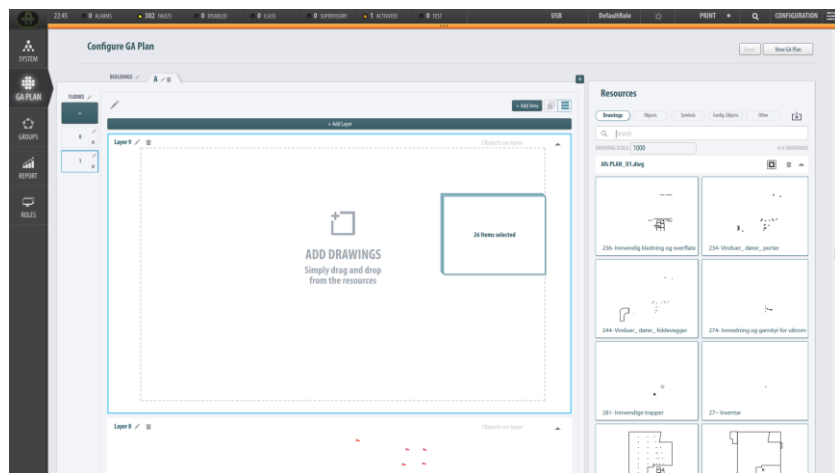 22:45 0 ALARMS 302 FAULTS 0 DISABLED 0 CLASS 0 SUPERVISORY 1 ACTIVATED 0 TEST USB DefaultRole PRINT CONFIGURATION
SYSTEM
GA PLAN
GROUPS
REPORT
ROLES
Configure GA Plan
Save View GA Plan
BUILDINGS A
+
FLOORS
+
0
1
+ Add Area
+ Add Layer
Layer 9 Objects on layer
ADD DRAWINGS
Simply drag and drop
from the resources
26 Items selected
Layer 8 Objects on layer
Resources
Drawings Objects Symbols Config. Objects Other
Search
DRAWING SCALE: 1000
DRAWINGS
PLAN_U1.dwg
236- Innvendig kledning og overflate
234- Vinduer_ dører_ porter
244- Vinduer_ dører_ foldevegger
274- Innredning og garnityr for våtrom
281- Innvendige trapper
27-- Inventar